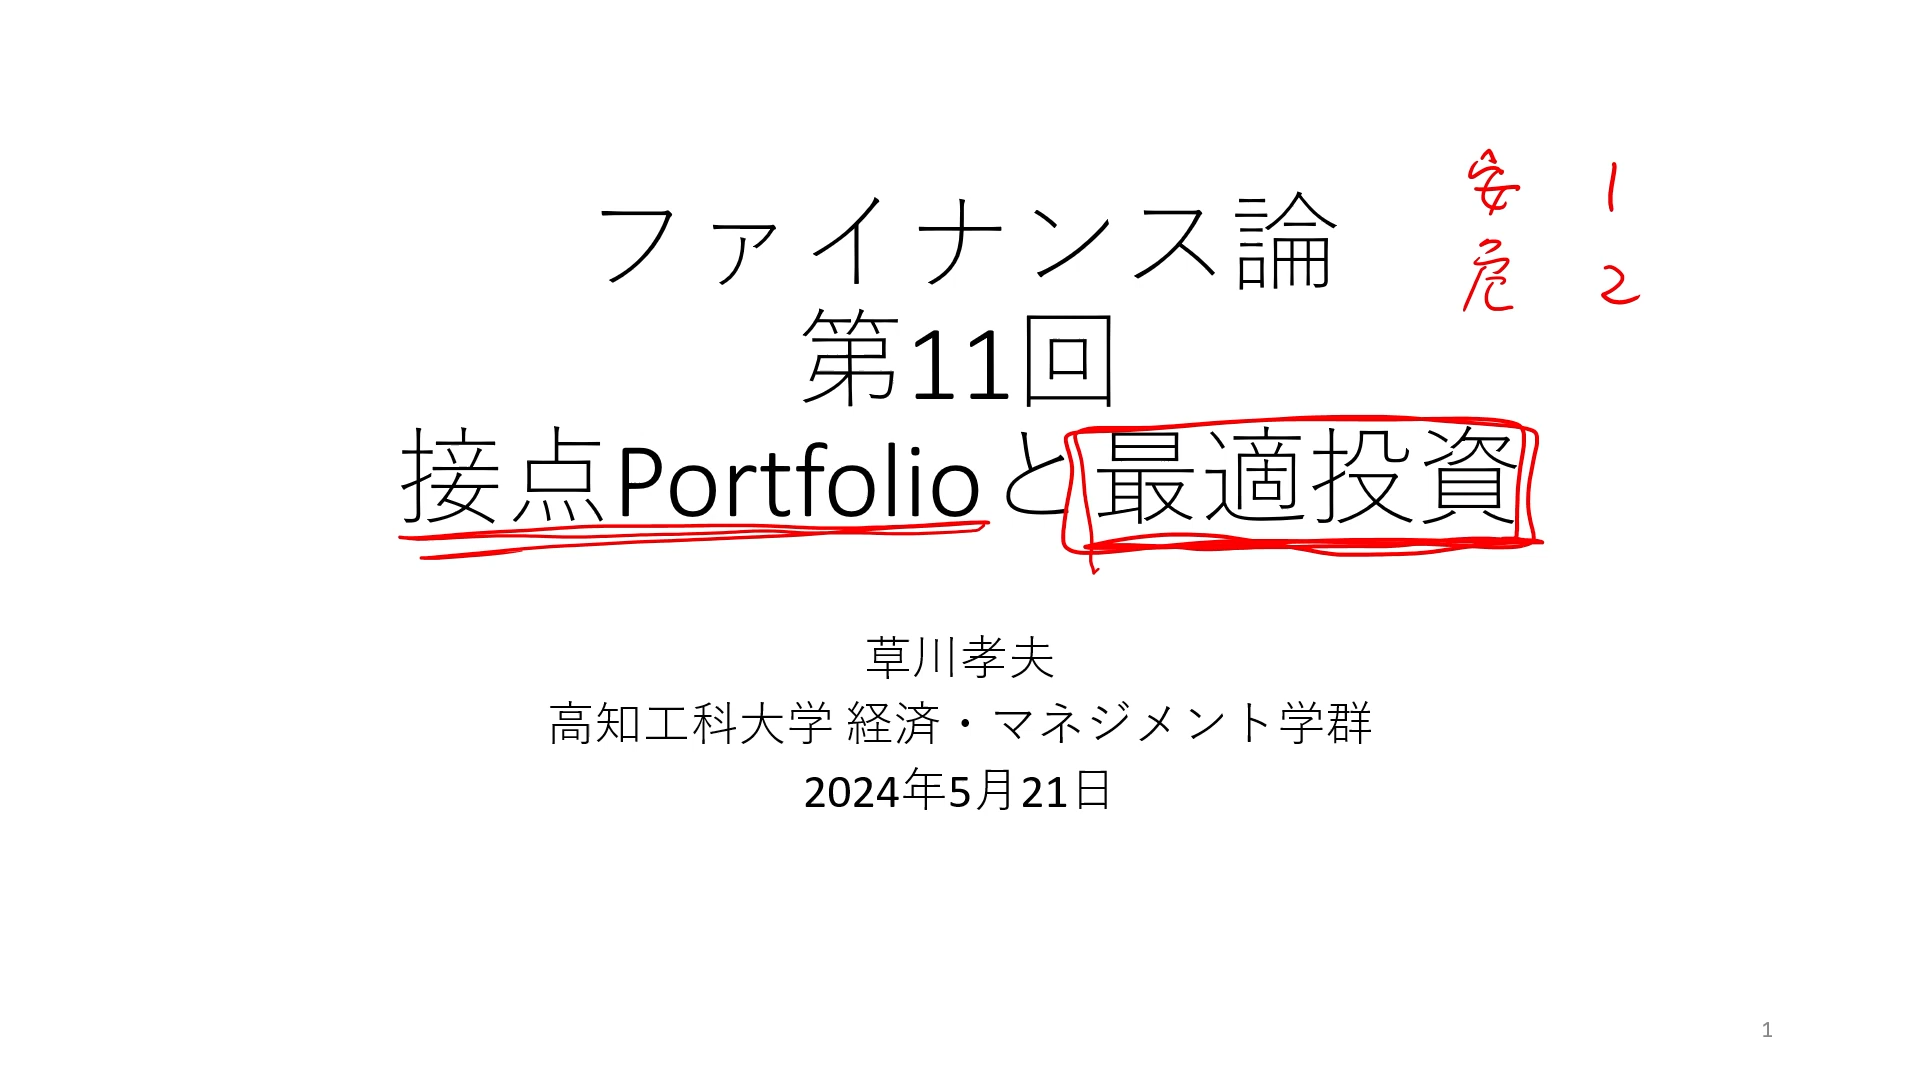 ファイナンス論
第11回
接点Portfolioと最適投資
安 1
危 2
草川孝夫
高知工科大学 経済・マネジメント学群
2024年5月21日
1